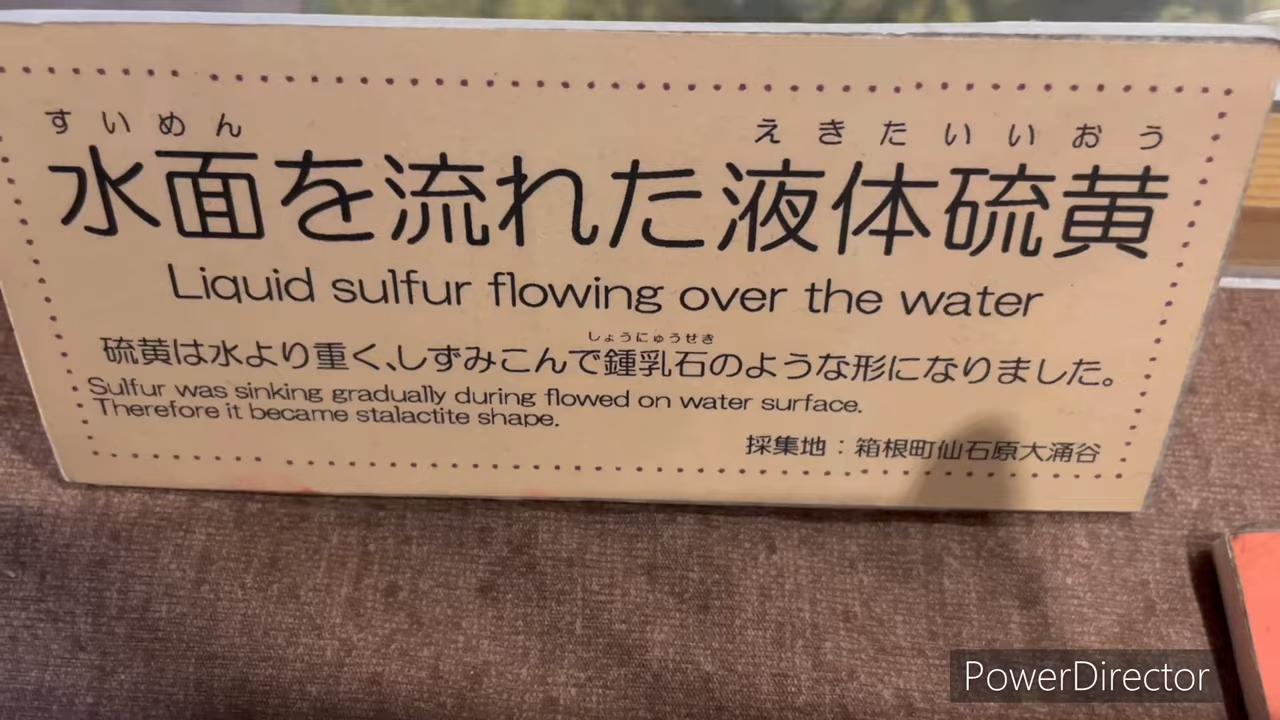 すいめん えきたいいおう
水面を流れた液体硫黄
Liquid sulfur flowing over the water
しょうにゅうせき
硫黄は水より重く、しずみこんで鍾乳石のような形になりました。
Sulfur was sinking gradually during flowed on water surface.
Therefore it became stalactite shape.
採集地：箱根町仙石原大涌谷
PowerDirector